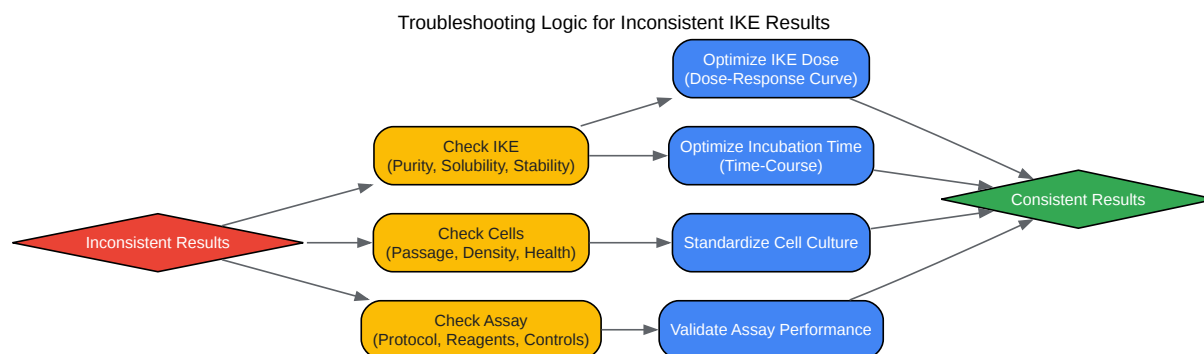 Troubleshooting Logic for Inconsistent IKE Results
Optimize IKE Dose
(Dose-Response Curve)
Check IKE
(Purity, Solubility, Stability)
Optimize Incubation Time
(Time-Course)
Consistent Results
Inconsistent Results
Check Cells
(Passage, Density, Health)
Standardize Cell Culture
Check Assay
(Protocol, Reagents, Controls)
Validate Assay Performance